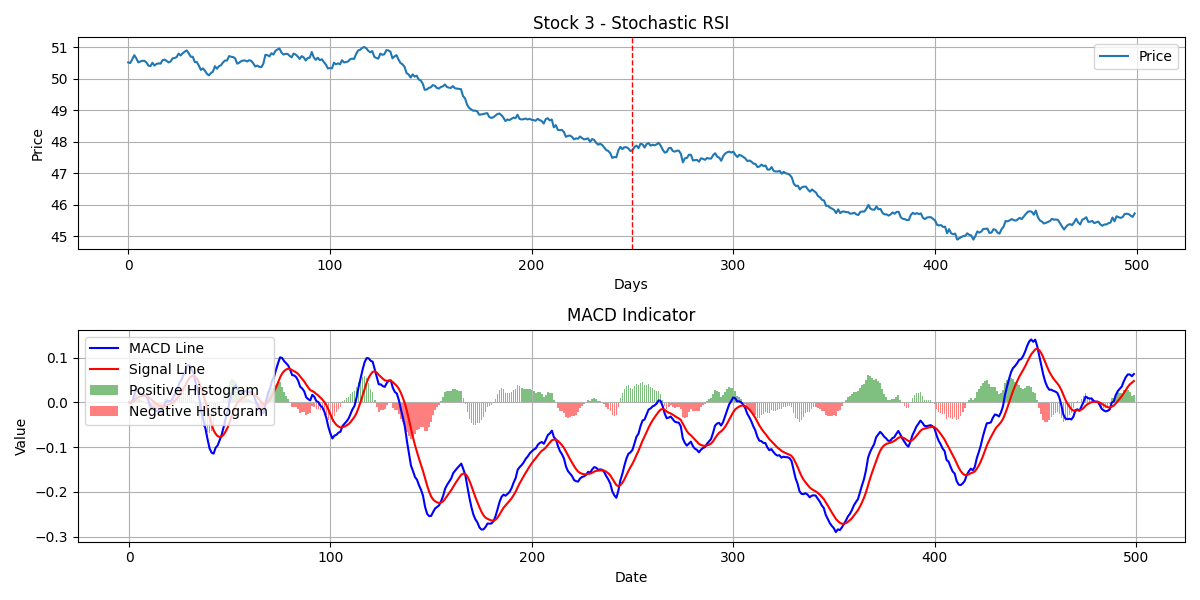 Stock 3 - Stochastic RSI
Price
51
50
49
48
47
46
45
Price
0 100 200 300 400 500
Days
MACD Indicator
MACD Line
Signal Line
Positive Histogram
Negative Histogram
0.1
0.0
−0.1
−0.2
−0.3
Value
0 100 200 300 400 500
Date